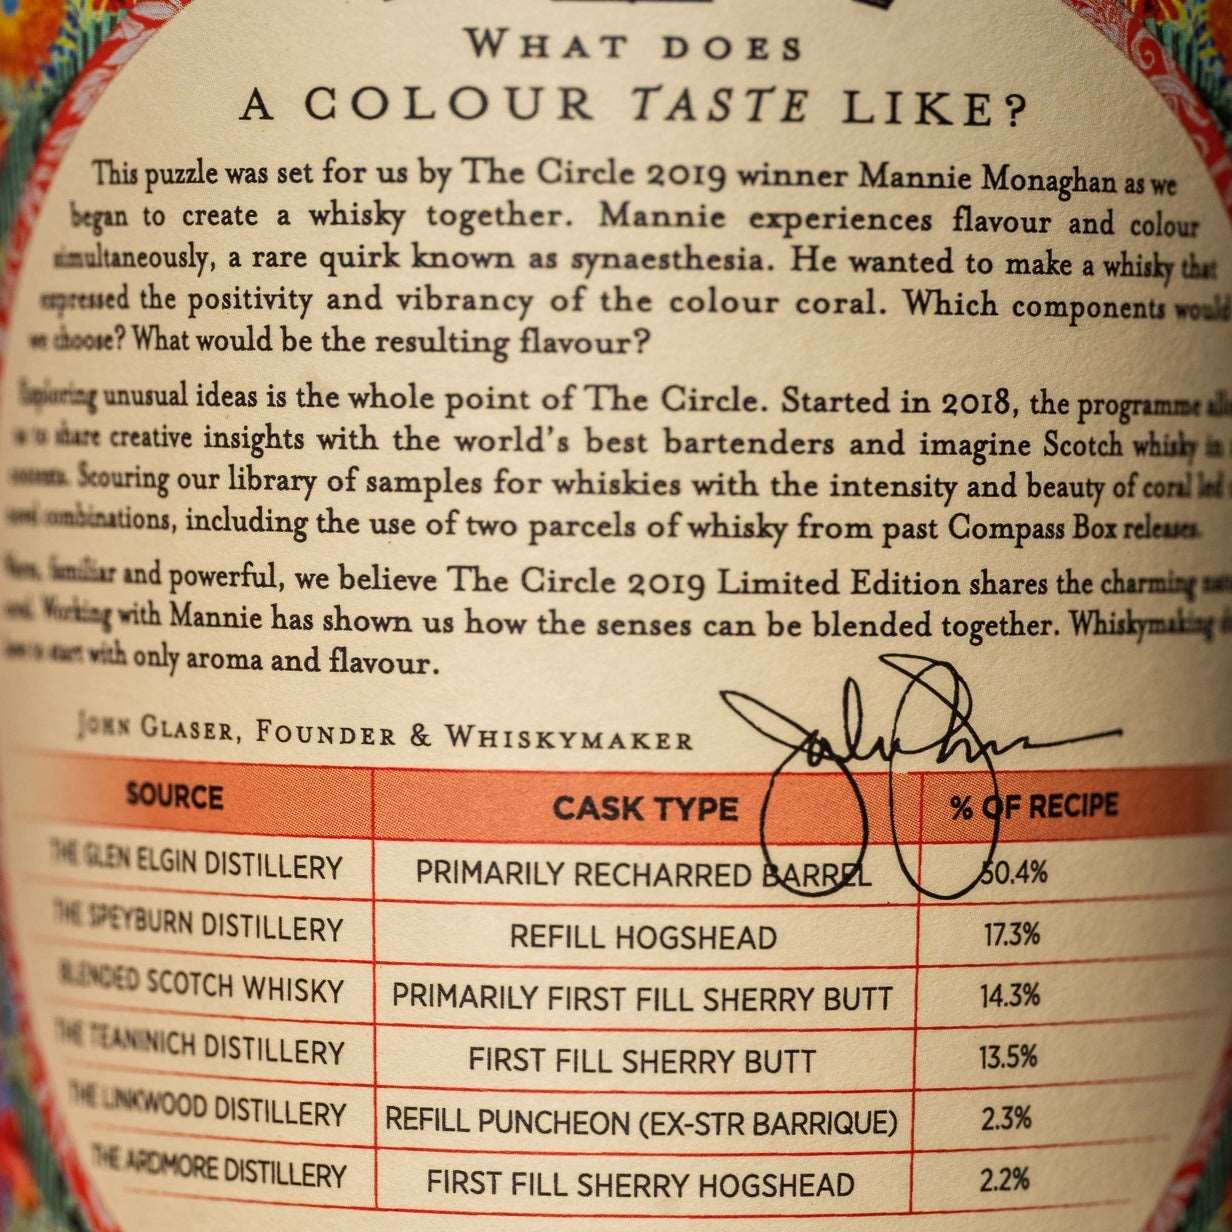 WHAT DOES
A COLOUR TASTE LIKE?
This puzzle was set for us by The Circle 2019 winner Mannie Monaghan as we
began to create a whisky together. Mannie experiences flavour and colour
simultaneously, a rare quirk known as synaesthesia. He wanted to make a whisky that
expressed the positivity and vibrancy of the colour coral. Which components would
we choose? What would be the resulting flavour?
Exploring unusual ideas is the whole point of The Circle. Started in 2018, the programme
to share creative insights with the world's best bartenders and imagine Scotch whisky in
Scouring our library of samples for whiskies with the intensity and beauty of coral led
combinations, including the use of two parcels of whisky from past Compass Box releases.
familiar and powerful, we believe The Circle 2019 Limited Edition shares the charming
Working with Mannie has shown us how the senses can be blended together. Whiskymaking
start with only aroma and flavour.
JOHN GLASER, FOUNDER & WHISKYMAKER
SOURCE CASK TYPE % OF RECIPE
THE GLEN ELGIN DISTILLERY PRIMARILY RECHARRED BARREL 50.4%
THE SPEYBURN DISTILLERY REFILL HOGSHEAD 17.3%
BLENDED SCOTCH WHISKY PRIMARILY FIRST FILL SHERRY BUTT 14.3%
THE TEANINICH DISTILLERY FIRST FILL SHERRY BUTT 13.5%
THE LINKWOOD DISTILLERY REFILL PUNCHEON (EX-STR BARRIQUE) 2.3%
THE ARDMORE DISTILLERY FIRST FILL SHERRY HOGSHEAD 2.2%